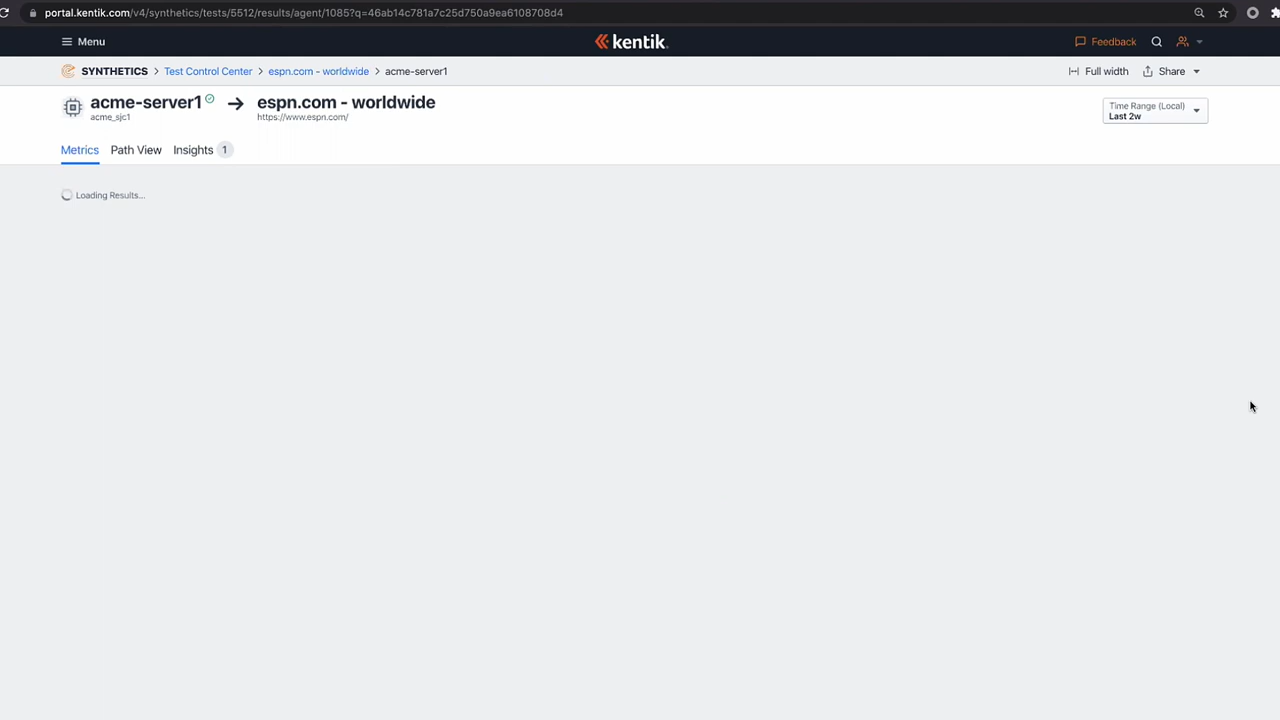 portal.kentik.com/v4/synthetics/tests/5512/results/agent/1085?q=46ab14c781a7c25d750a9ea6108708d4
Menu
kentik
Feedback
SYNTHETICS > Test Control Center > espn.com - worldwide > acme-server1
Full width
Share
acme-server1 → espn.com - worldwide
acme_sjc1
https://www.espn.com/
Time Range (Local)
Last 2w
Metrics
Path View
Insights 1
Loading Results...